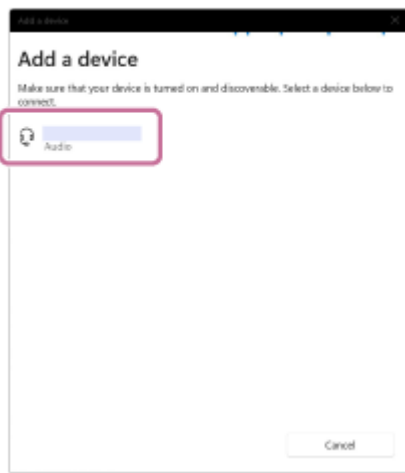 Add a device
Add a device
Make sure that your device is turned on and discoverable. Select a device below to
connect.
Audio
Cancel